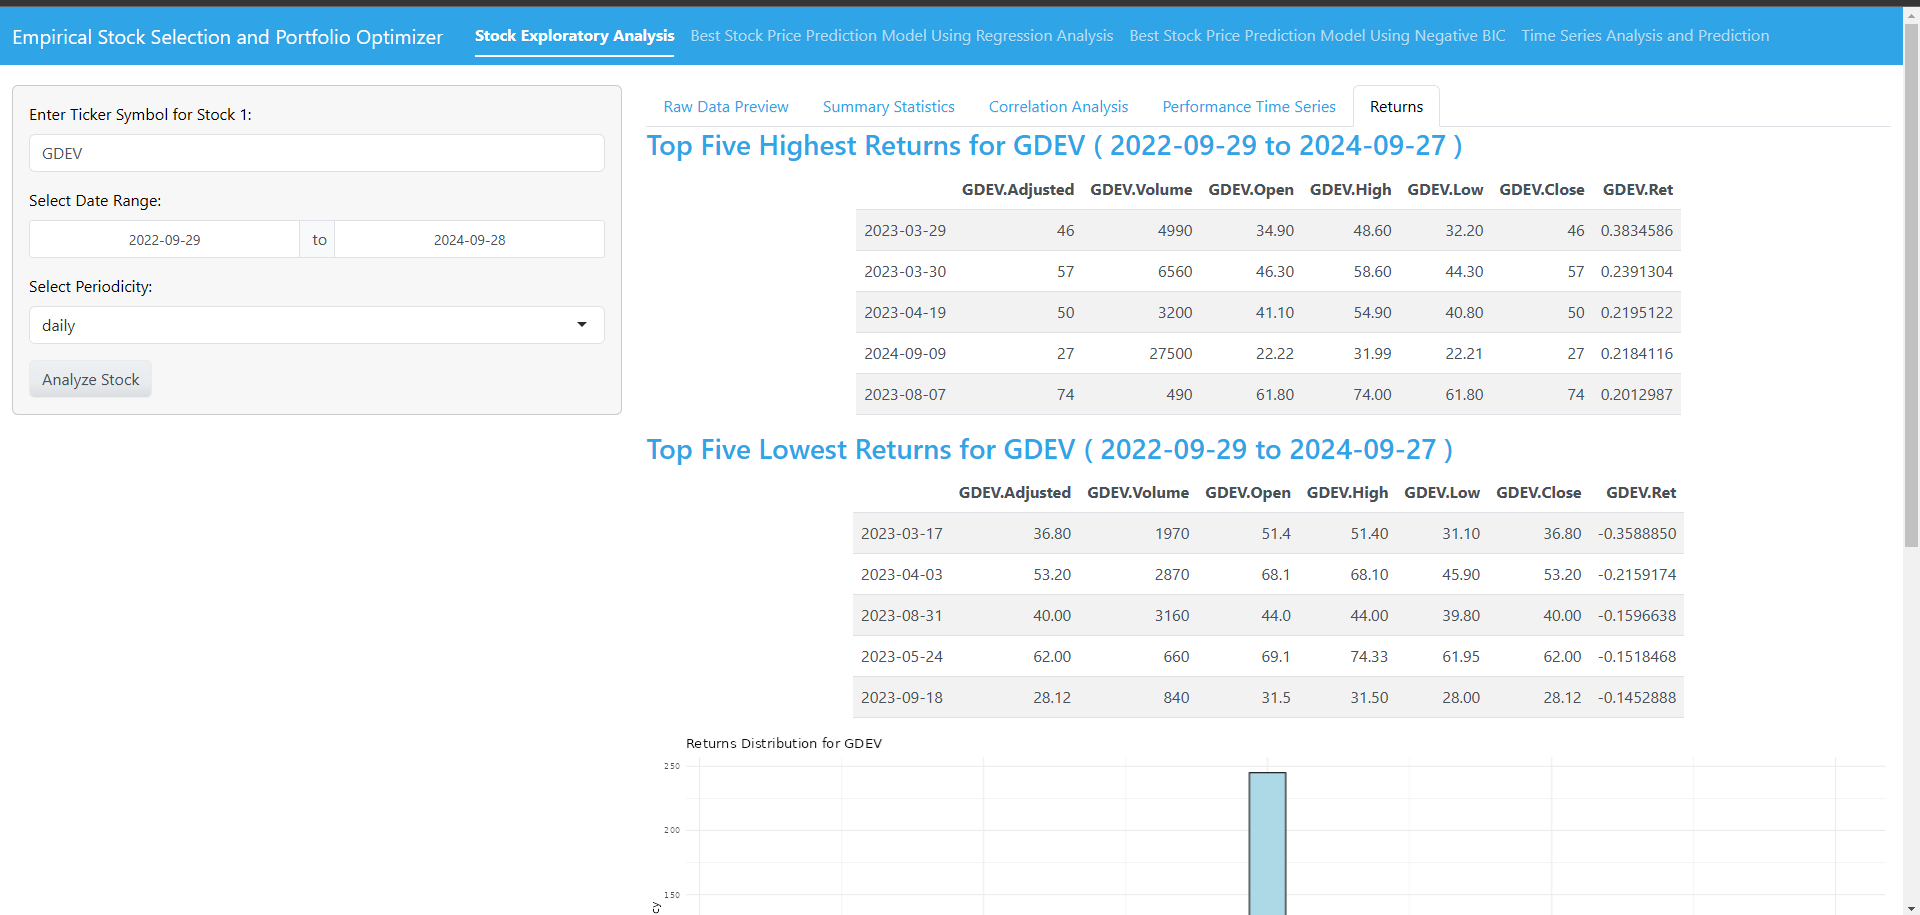 Empirical Stock Selection and Portfolio Optimizer Stock Exploratory Analysis Best Stock Price Prediction Model Using Regression Analysis Best Stock Price Prediction Model Using Negative BIC Time Series Analysis and Prediction
Enter Ticker Symbol for Stock 1:
GDEV
Select Date Range:
2022-09-29 to 2024-09-28
Select Periodicity:
daily
Analyze Stock
Raw Data Preview Summary Statistics Correlation Analysis Performance Time Series Returns
Top Five Highest Returns for GDEV ( 2022-09-29 to 2024-09-27 )
GDEV.Adjusted GDEV.Volume GDEV.Open GDEV.High GDEV.Low GDEV.Close GDEV.Ret
2023-03-29 46 4990 34.90 48.60 32.20 46 0.3834586
2023-03-30 57 6560 46.30 58.60 44.30 57 0.2391304
2023-04-19 50 3200 41.10 54.90 40.80 50 0.2195122
2024-09-09 27 27500 22.22 31.99 22.21 27 0.2184116
2023-08-07 74 490 61.80 74.00 61.80 74 0.2012987
Top Five Lowest Returns for GDEV ( 2022-09-29 to 2024-09-27 )
GDEV.Adjusted GDEV.Volume GDEV.Open GDEV.High GDEV.Low GDEV.Close GDEV.Ret
2023-03-17 36.80 1970 51.4 51.40 31.10 36.80 -0.3588850
2023-04-03 53.20 2870 68.1 68.10 45.90 53.20 -0.2159174
2023-08-31 40.00 3160 44.0 44.00 39.80 40.00 -0.1596638
2023-05-24 62.00 660 69.1 74.33 61.95 62.00 -0.1518468
2023-09-18 28.12 840 31.5 31.50 28.00 28.12 -0.1452888
Returns Distribution for GDEV
250
200
150
cy